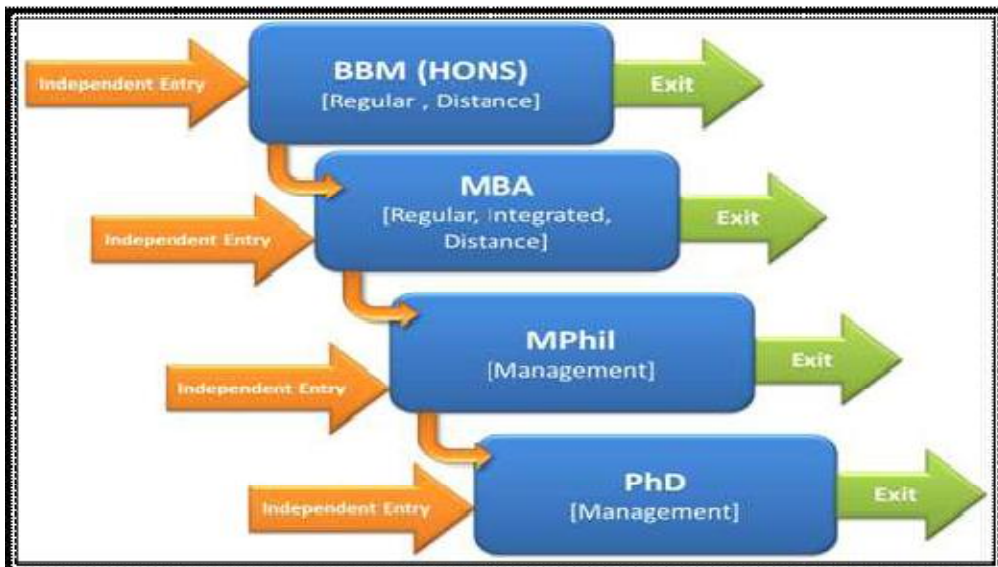 Independent Entry
BBM (HONS)
[Regular , Distance]
Exit
Independent Entry
MBA
[Regular, Integrated,
Distance]
Exit
Independent Entry
MPhil
[Management]
Exit
Independent Entry
PhD
[Management]
Exit